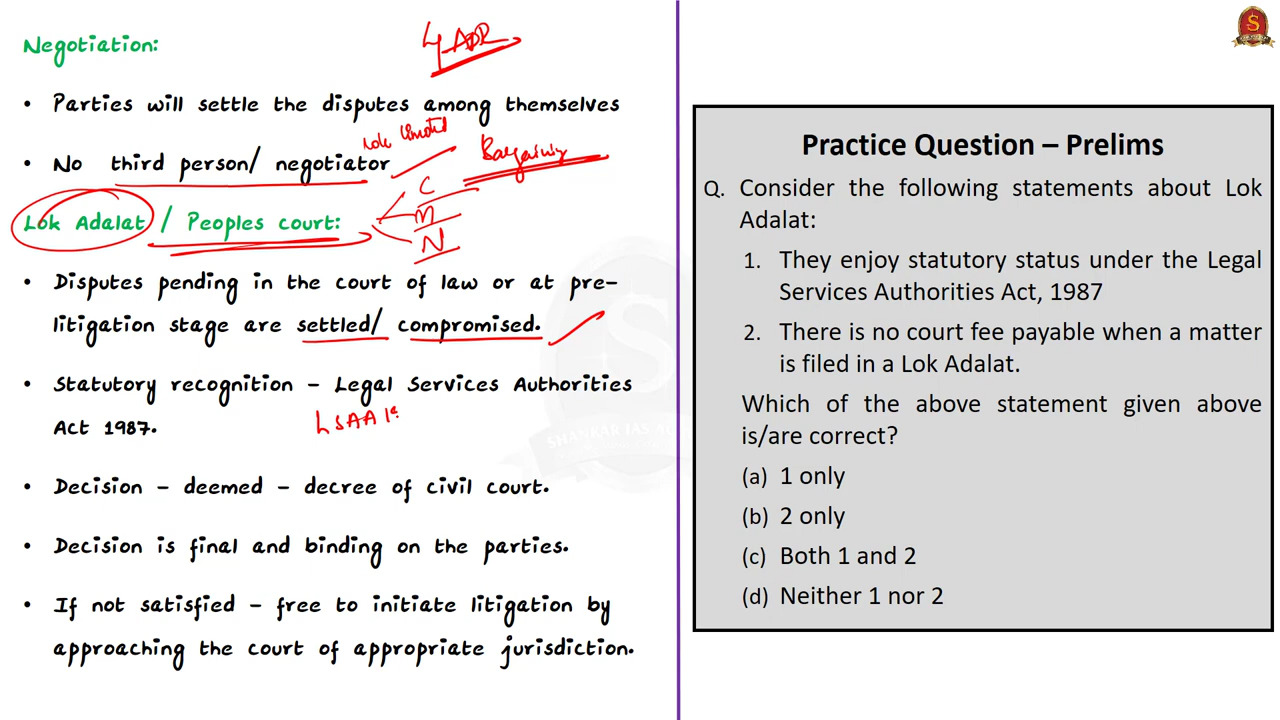 Negotiation:
ADR
• Parties will settle the disputes among themselves
• No third person/ negotiator
Bargaining
C
M
N
Lok Adalat / Peoples court:
• Disputes pending in the court of law or at pre-
litigation stage are settled/ compromised.
• Statutory recognition – Legal Services Authorities
Act 1987.
LSAA
• Decision – deemed – decree of civil court.
• Decision is final and binding on the parties.
• If not satisfied – free to initiate litigation by
approaching the court of appropriate jurisdiction.
S
Practice Question – Prelims
Q. Consider the following statements about Lok
Adalat:
1. They enjoy statutory status under the Legal
Services Authorities Act, 1987
2. There is no court fee payable when a matter
is filed in a Lok Adalat.
Which of the above statement given above
is/are correct?
(a) 1 only
(b) 2 only
(c) Both 1 and 2
(d) Neither 1 nor 2